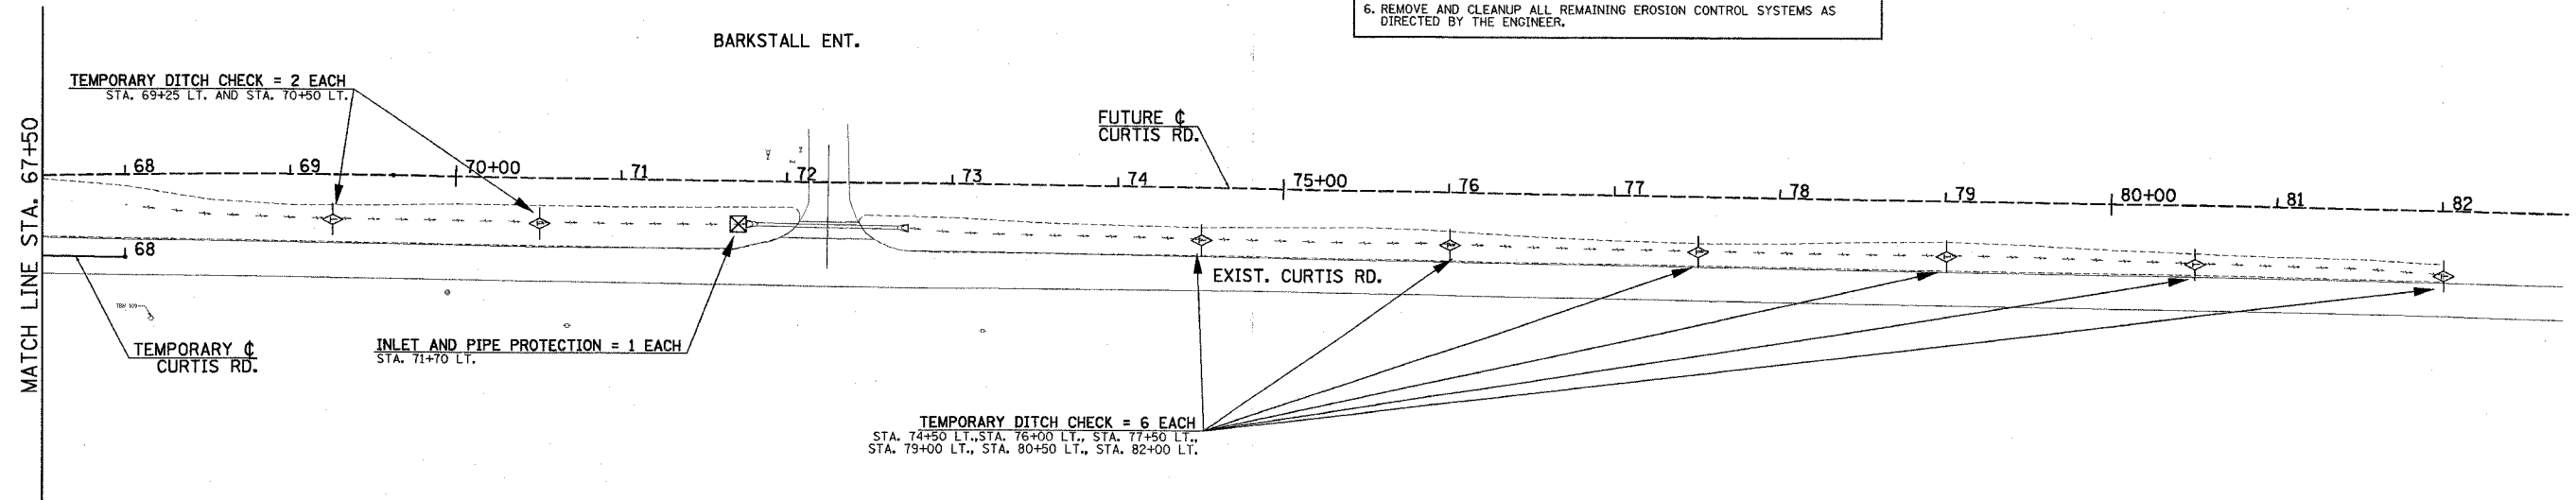 6. REMOVE AND CLEANUP ALL REMAINING EROSION CONTROL SYSTEMS AS
DIRECTED BY THE ENGINEER.
BARKSTALL ENT.
TEMPORARY DITCH CHECK = 2 EACH
STA. 69+25 LT. AND STA. 70+50 LT.
MATCH LINE STA. 67+50
FUTURE ℄
CURTIS RD.
68
69
70+00
71
72
73
74
75+00
76
77
78
79
80+00
81
82
68
EXIST. CURTIS RD.
TEMPORARY ℄
CURTIS RD.
INLET AND PIPE PROTECTION = 1 EACH
STA. 71+70 LT.
TEMPORARY DITCH CHECK = 6 EACH
STA. 74+50 LT.,STA. 76+00 LT., STA. 77+50 LT.,
STA. 79+00 LT., STA. 80+50 LT., STA. 82+00 LT.